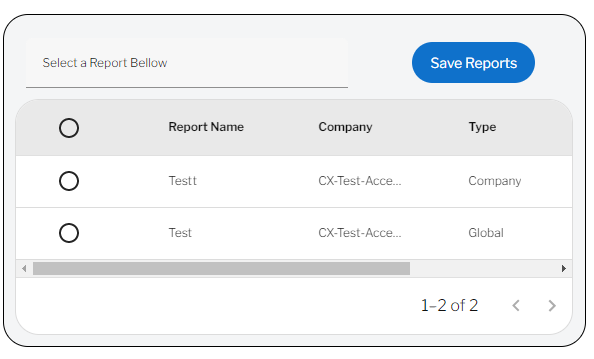 Select a Report Bellow
Save Reports
Report Name Company Type
Testt CX-Test-Acce... Company
Test CX-Test-Acce... Global
1–2 of 2